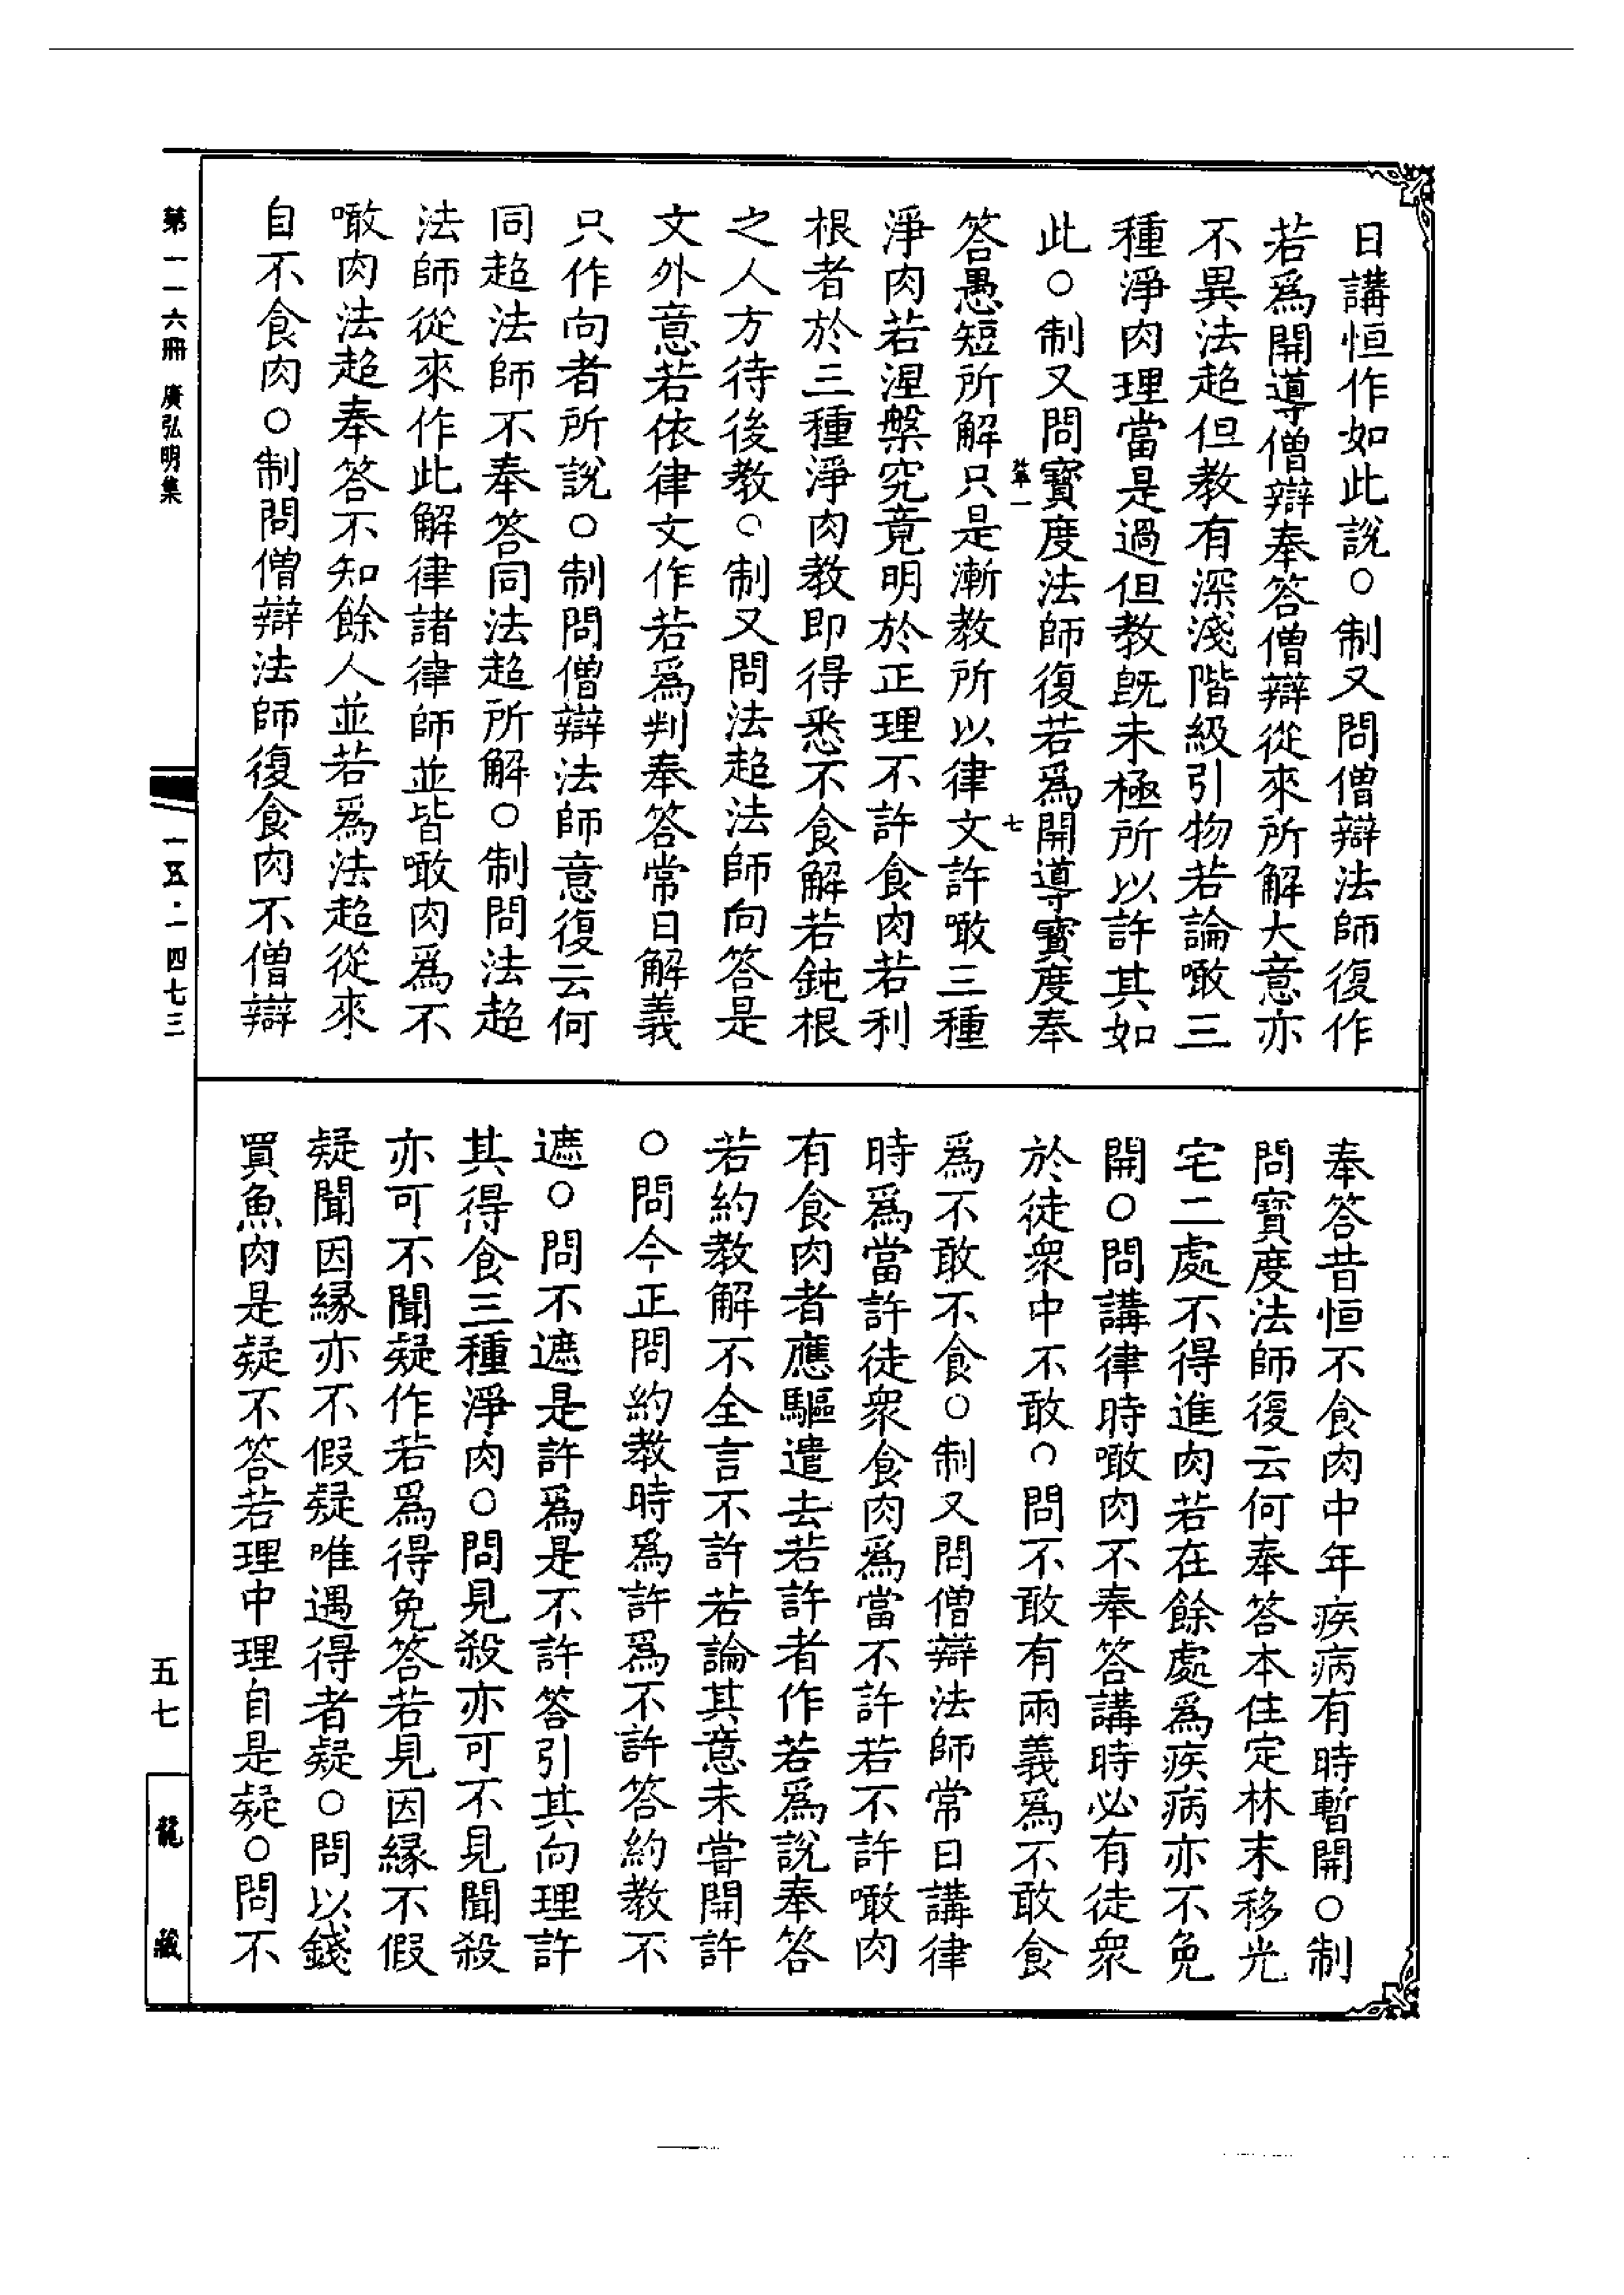 日講恒作如此說○制又問僧辯法師復作
若爲開導僧辯奉答僧辯從來所解大意亦
不異法超但教有深淺階級引物若論噉三
種淨肉理當是過但教旣未極所以許其如
此○制又問寶度法師復若爲開導寶度奉
七
答愚短所解只是漸教所以律文許噉三種
淨肉若涅槃究竟明於正理不許食肉若利
根者於三種淨肉教即得悉不食解若鈍根
之人方待後教○制又問法超法師向答是
文外意若依律文作若爲判奉答常日解義
只作向者所說○制問僧辯法師意復云何
同超法師不奉答同法超所解○制問法超
法師從來作此解律諸律師並皆噉肉爲不
噉肉法超奉答不知餘人並若爲法超從來
自不食肉○制問僧辯法師復食肉不僧辯
奉答昔恒不食肉中年疾病有時暫開○制
問寶度法師復云何奉答本住定林末移光
宅二處不得進肉若在餘處爲疾病亦不免
開○問講律時噉肉不奉答講時必有徒衆
於徒衆中不敢○問不敢有兩義爲不敢食
爲不敢不食○制又問僧辯法師常日講律
時爲當許徒衆食肉爲當不許若不許噉肉
有食肉者應驅遣去若許者作若爲說奉答
若約教解不全言不許若論其意未嘗開許
○問今正問約教時爲許爲不許答約教不
遮○問不遮是許爲是不許答引其向理許
其得食三種淨肉○問見殺亦可不見聞殺
亦可不聞疑作若爲得免答若見因緣不假
疑聞因緣亦不假疑唯遇得者疑○問以錢
買魚肉是疑不答若理中理自是疑○問不
第一一六冊 廣弘明集
一五·一四七三
五七
龍藏